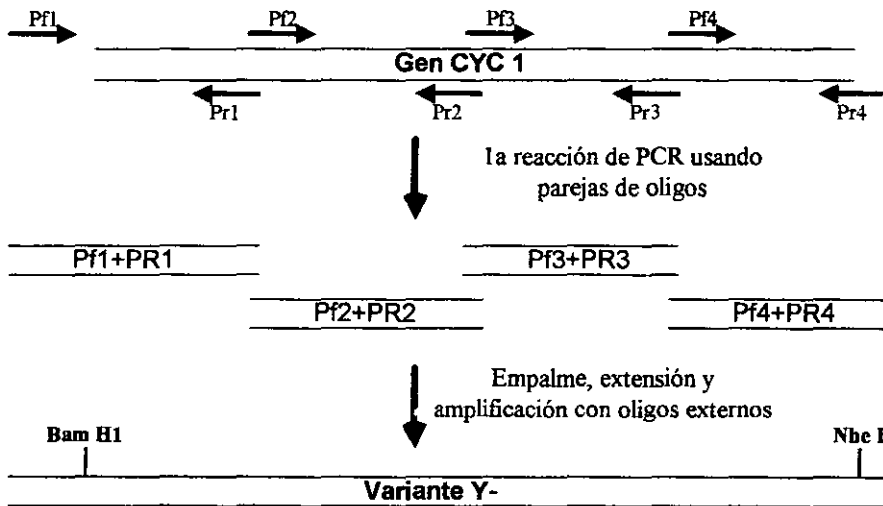 Pf1 Pf2 Pf3 Pf4
Gen CYC 1
Pr1 Pr2 Pr3 Pr4
1a reacción de PCR usando
parejas de oligos
Pf1+PR1 Pf3+PR3
Pf2+PR2 Pf4+PR4
Empalme, extensión y
amplificación con oligos externos
Bam H1 Nhe I
Variante Y-